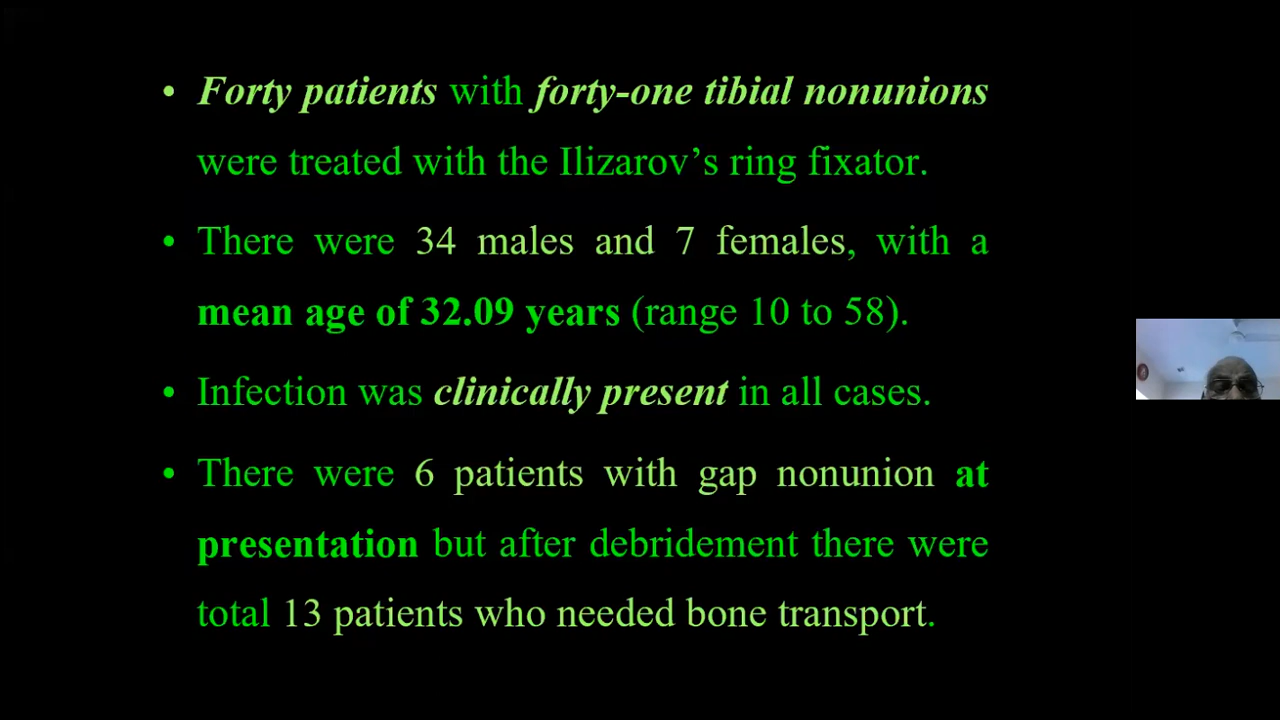 • Forty patients with forty-one tibial nonunions
were treated with the Ilizarov’s ring fixator.
• There were 34 males and 7 females, with a
mean age of 32.09 years (range 10 to 58).
• Infection was clinically present in all cases.
• There were 6 patients with gap nonunion at
presentation but after debridement there were
total 13 patients who needed bone transport.